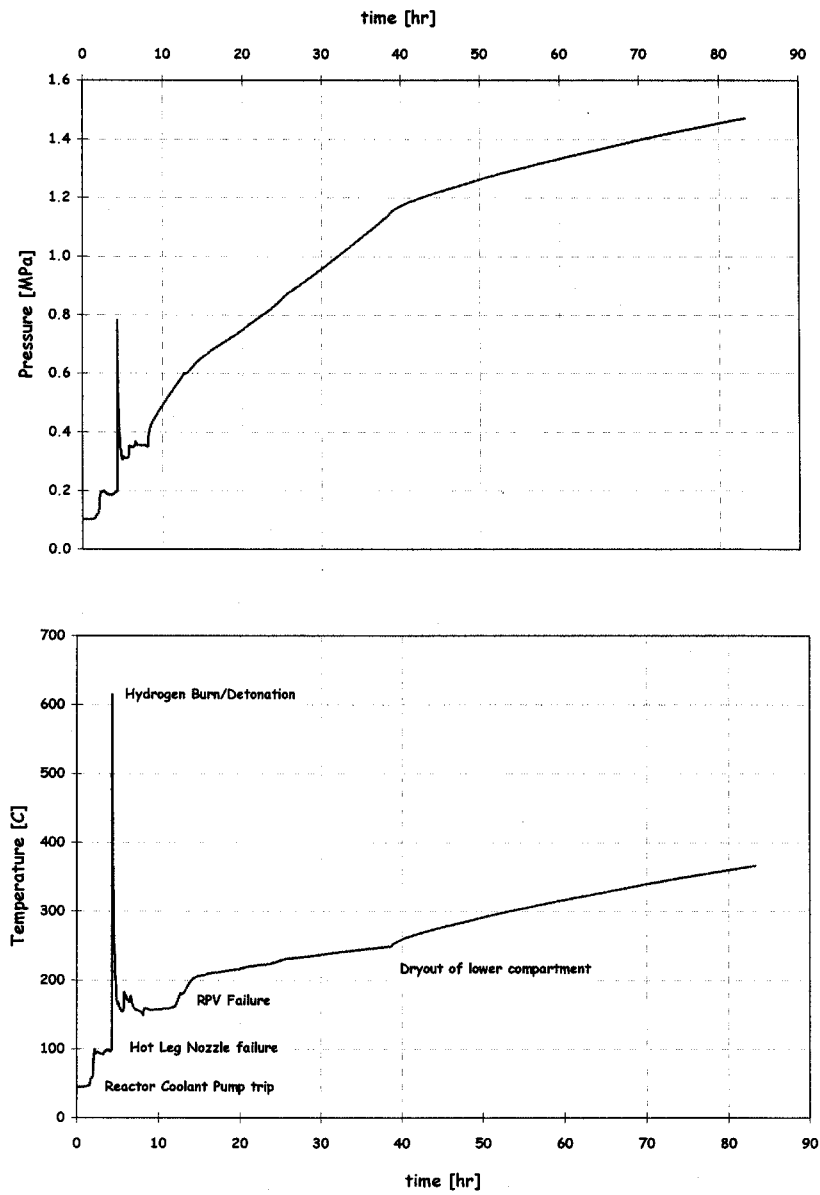 time [hr]
0 10 20 30 40 50 60 70 80 90
1.6
1.4
1.2
1.0
0.8
0.6
0.4
0.2
0.0
Pressure [MPa]
700
600
500
400
300
200
100
0
Temperature [C]
Hydrogen Burn/Detonation
Dryout of lower compartment
RPV Failure
Hot Leg Nozzle failure
Reactor Coolant Pump trip
0 10 20 30 40 50 60 70 80 90
time [hr]